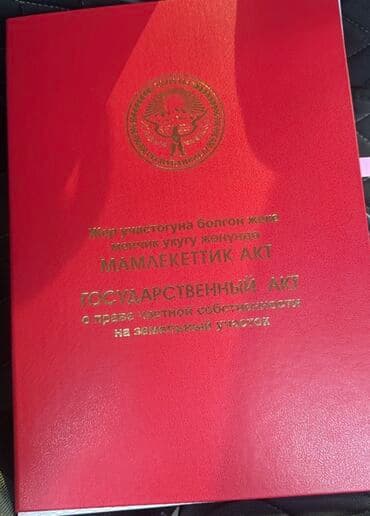 Жер участогуна болгон жеке
менчик укугу жөнүндө
МАМЛЕКЕТТИК АКТ
ГОСУДАРСТВЕННЫЙ АКТ
о праве частной собственности
на земельный участок